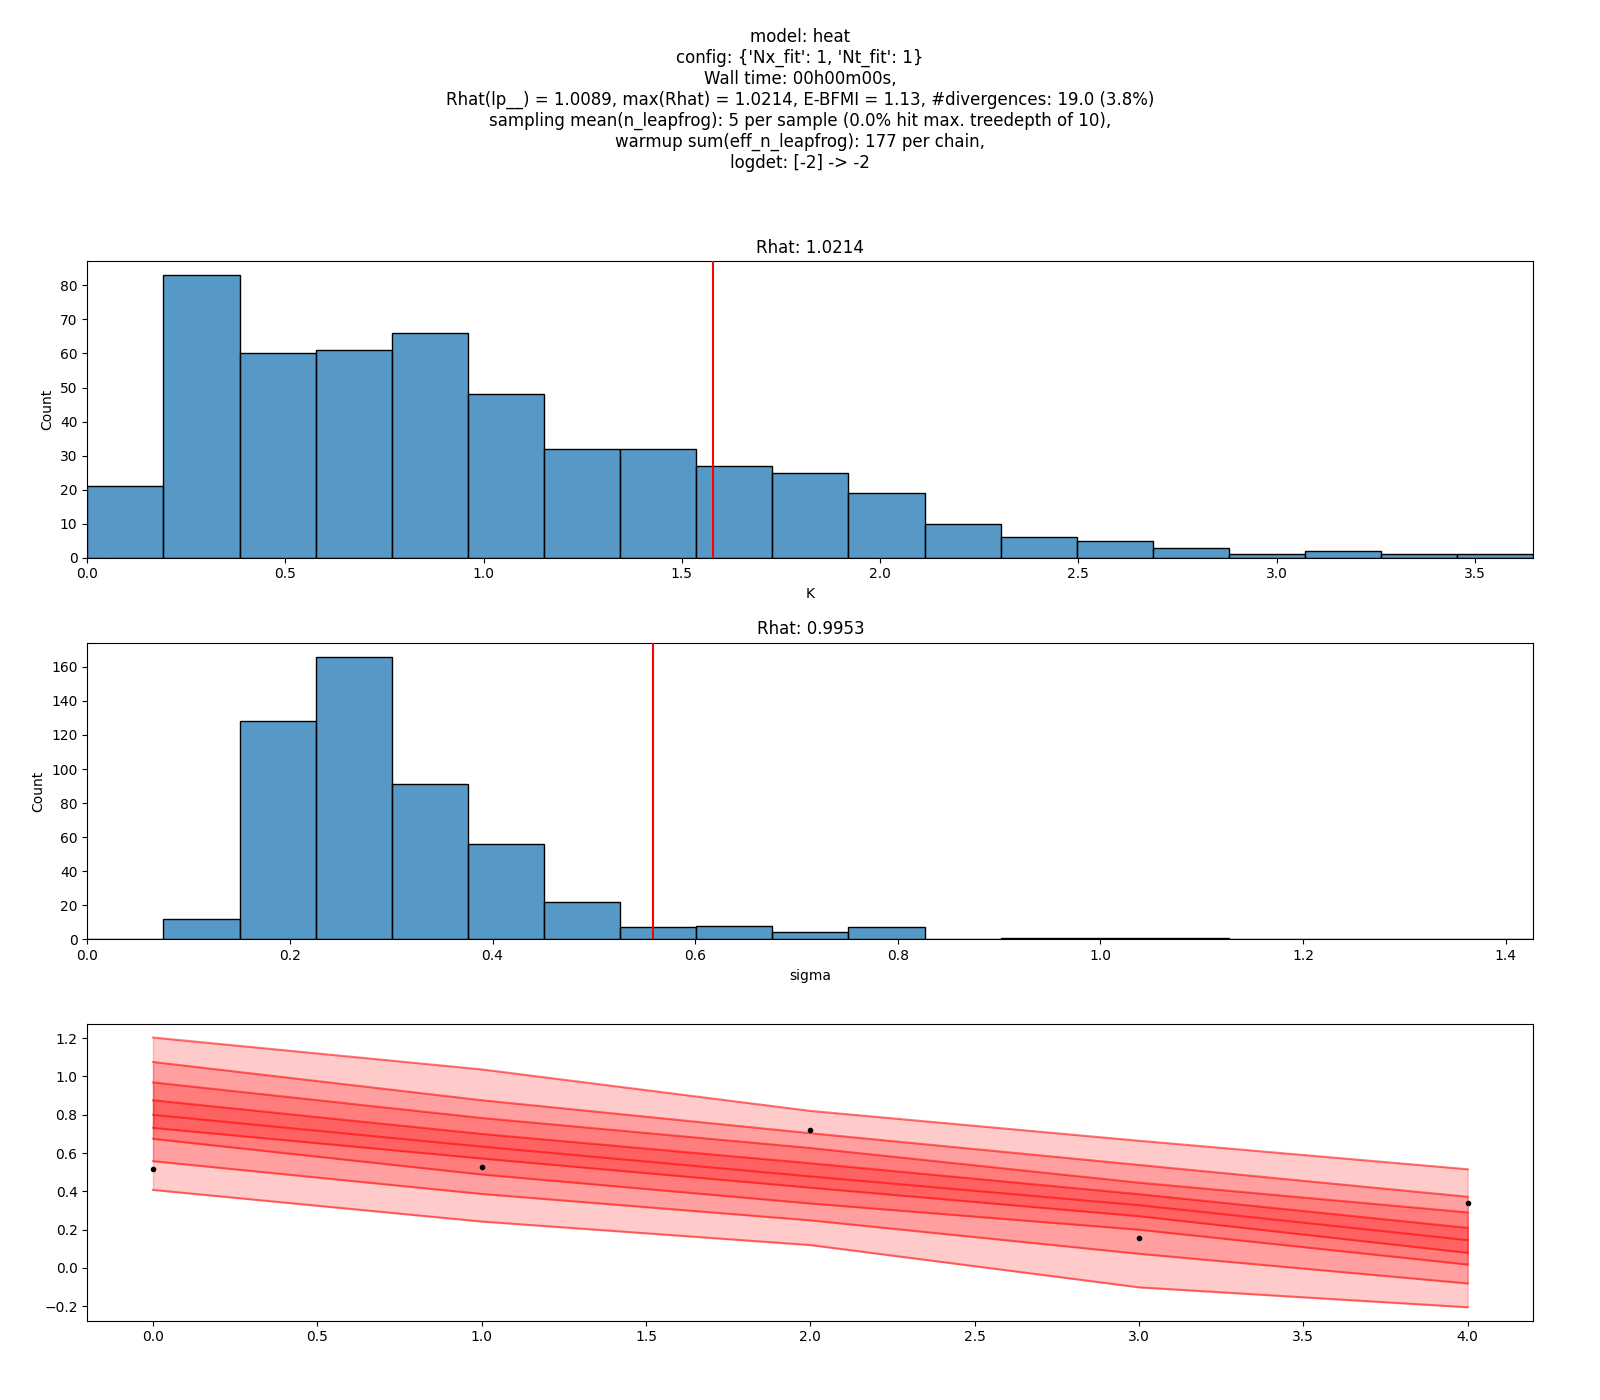 model: heat
config: {'Nx_fit': 1, 'Nt_fit': 1}
Wall time: 00h00m00s,
Rhat(lp__) = 1.0089, max(Rhat) = 1.0214, E-BFMI = 1.13, #divergences: 19.0 (3.8%)
sampling mean(n_leapfrog): 5 per sample (0.0% hit max. treedepth of 10),
warmup sum(eff_n_leapfrog): 177 per chain,
logdet: [-2] -> -2
Rhat: 1.0214
80
70
60
50
40
30
20
10
0
Count
0.0 0.5 1.0 1.5 2.0 2.5 3.0 3.5
K
Rhat: 0.9953
160
140
120
100
80
60
40
20
0
Count
0.0 0.2 0.4 0.6 0.8 1.0 1.2 1.4
sigma
1.2
1.0
0.8
0.6
0.4
0.2
0.0
−0.2
0.0 0.5 1.0 1.5 2.0 2.5 3.0 3.5 4.0